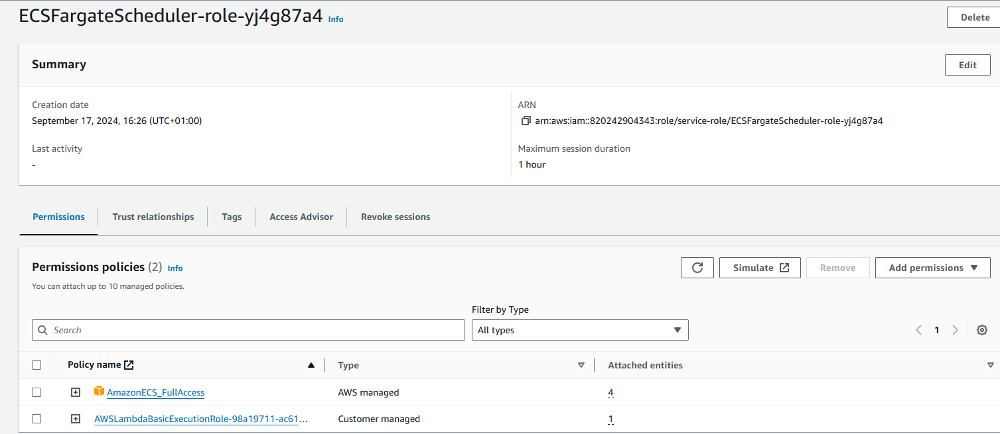 ECSFargateScheduler-role-yj4g87a4 Info
Delete
Summary
Edit
Creation date
September 17, 2024, 16:26 (UTC+01:00)
ARN
arn:aws:iam::820242904343:role/service-role/ECSFargateScheduler-role-yj4g87a4
Last activity
-
Maximum session duration
1 hour
Permissions
Trust relationships
Tags
Access Advisor
Revoke sessions
Permissions policies (2) Info
You can attach up to 10 managed policies.
Simulate
Remove
Add permissions
Filter by Type
Search
All types
1
Policy name
Type
Attached entities
AmazonECS_FullAccess
AWS managed
4
AWSLambdaBasicExecutionRole-98a19711-ac61...
Customer managed
1